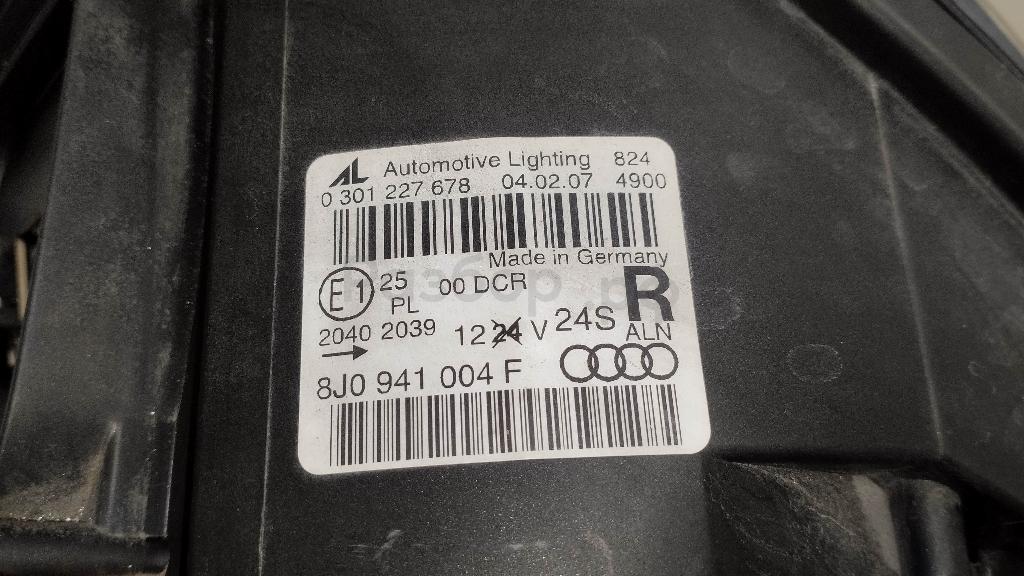 AL Automotive Lighting 824
0 301 227 678 04.02.07 4900
Made in Germany
E1 25 00 DCR R
PL
2040 2039 12 24 V 24S ALN
→
8J0 941 004 F